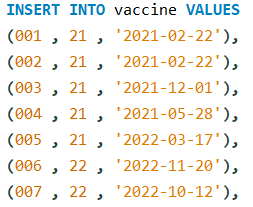 INSERT INTO vaccine VALUES
(001 , 21 , '2021-02-22'),
(002 , 21 , '2021-02-22'),
(003 , 21 , '2021-12-01'),
(004 , 21 , '2021-05-28'),
(005 , 21 , '2022-03-17'),
(006 , 22 , '2022-11-20'),
(007 , 22 , '2022-10-12'),